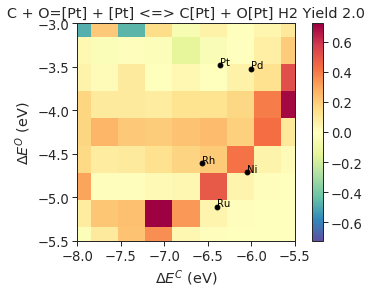 C + O=[Pt] + [Pt] <=> C[Pt] + O[Pt] H2 Yield 2.0
−3.0
−3.5
−4.0
−4.5
−5.0
−5.5
ΔE^O (eV)
Pt
Pd
Rh
Ni
Ru
−8.0 −7.5 −7.0 −6.5 −6.0 −5.5
ΔE^C (eV)
0.6
0.4
0.2
0.0
−0.2
−0.4
−0.6